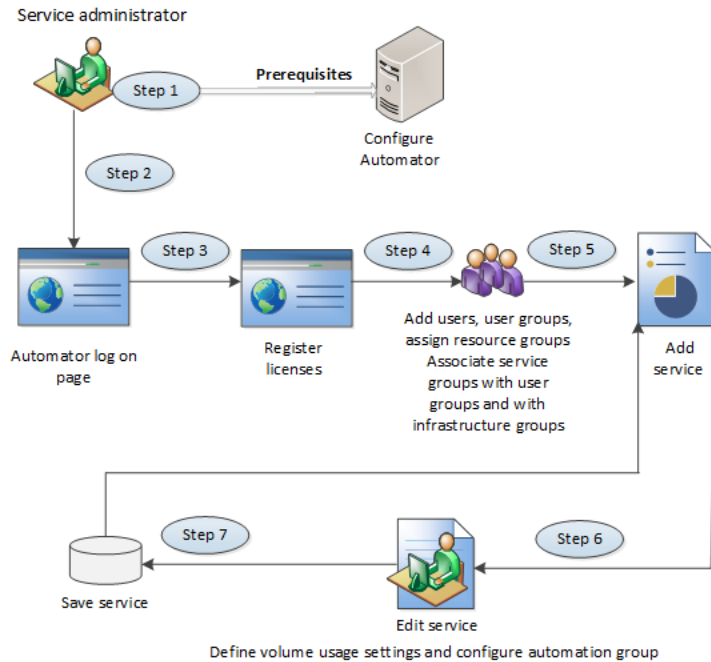 Service administrator
Step 1
Prerequisites
Configure
Automator
Step 2
Step 3
Step 4
Step 5
Automator log on
page
Register
licenses
Add users, user groups,
assign resource groups
Associate service
groups with user
groups and with
infrastructure groups
Add
service
Step 7
Step 6
Save service
Edit service
Define volume usage settings and configure automation group